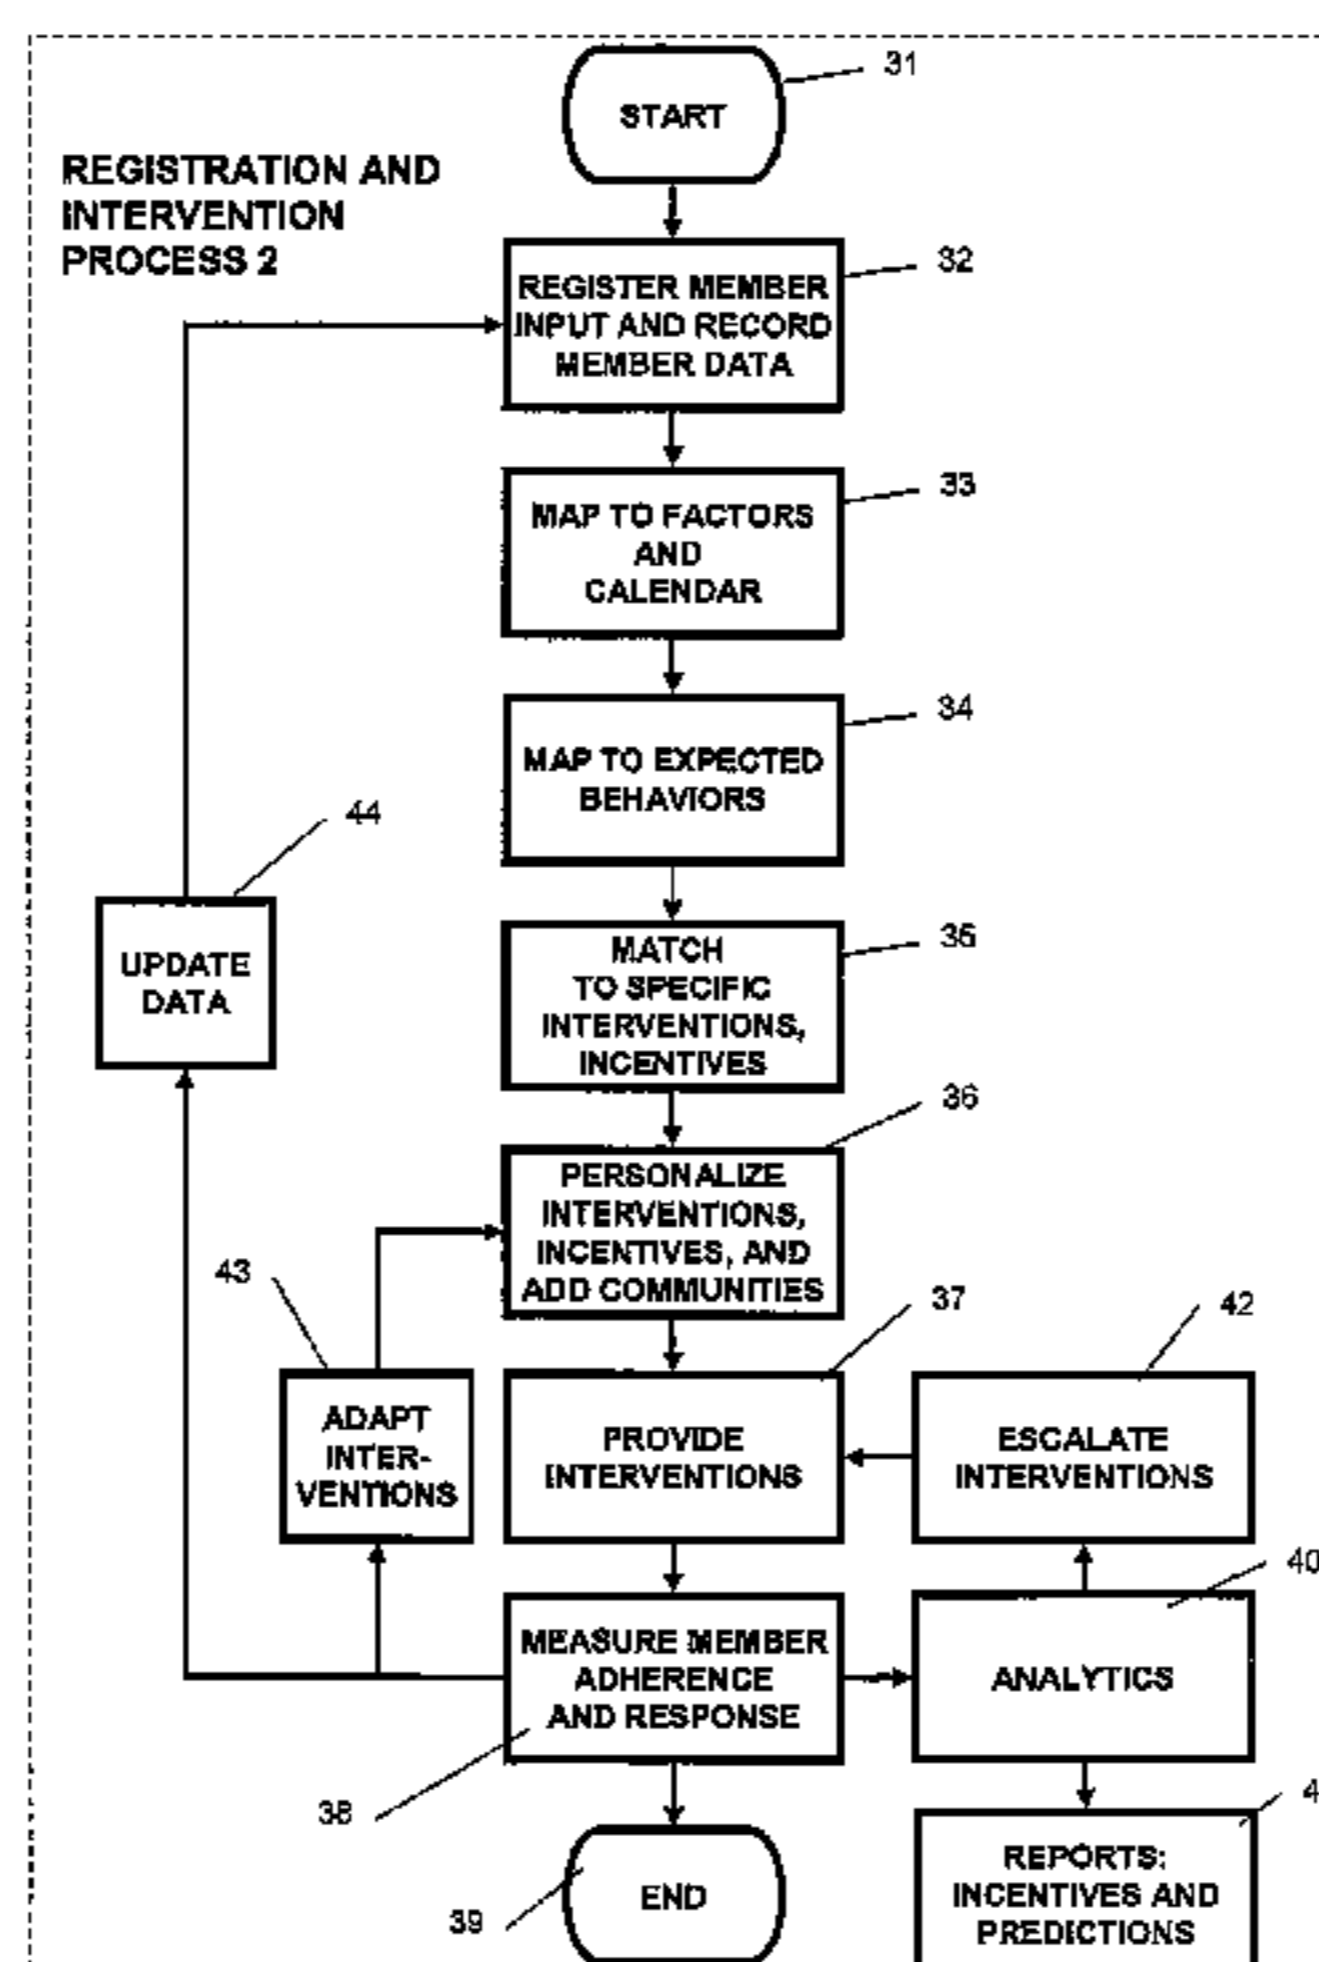 31
START
REGISTRATION AND
INTERVENTION
PROCESS 2
32
REGISTER MEMBER
INPUT AND RECORD
MEMBER DATA
33
MAP TO FACTORS
AND
CALENDAR
34
MAP TO EXPECTED
BEHAVIORS
44
UPDATE
DATA
35
MATCH
TO SPECIFIC
INTERVENTIONS,
INCENTIVES
36
PERSONALIZE
INTERVENTIONS,
INCENTIVES, AND
ADD COMMUNITIES
43
37
42
ADAPT
INTER-
VENTIONS
PROVIDE
INTERVENTIONS
ESCALATE
INTERVENTIONS
40
MEASURE MEMBER
ADHERENCE
AND RESPONSE
ANALYTICS
38
4
39
END
REPORTS:
INCENTIVES AND
PREDICTIONS